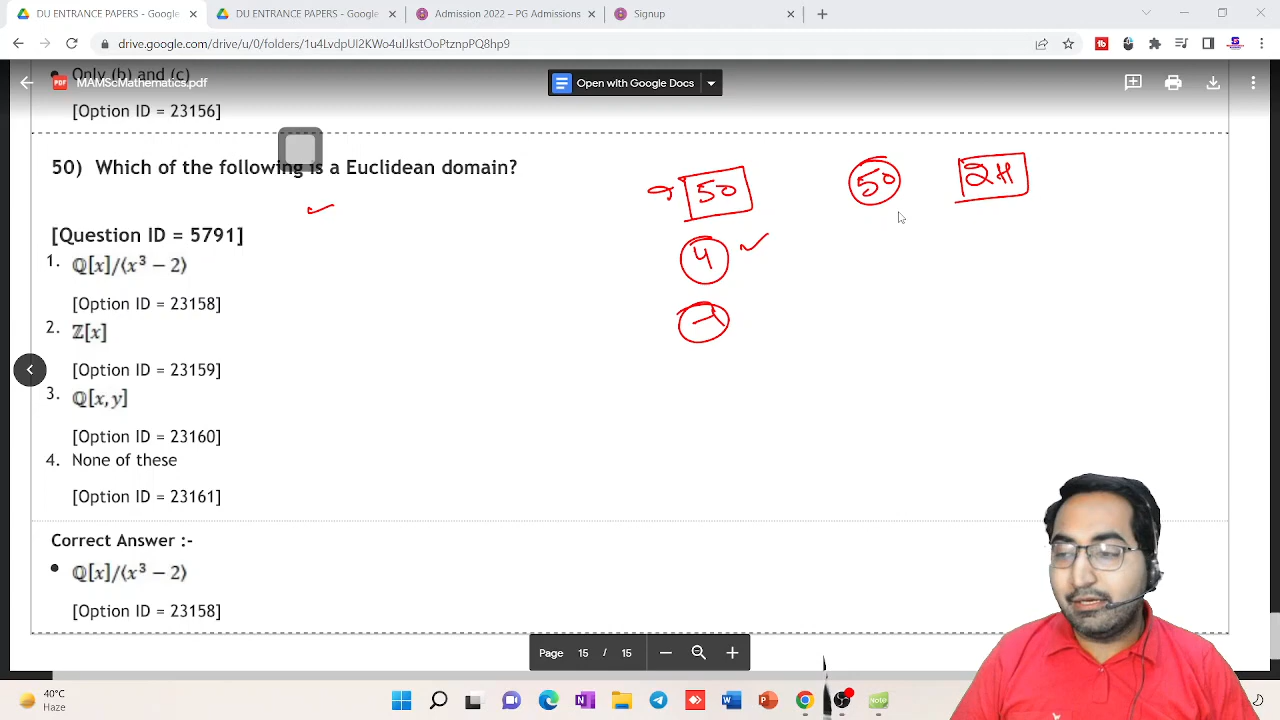 DU ENTRANCE PAPERS - Google Dri
DU ENTRANCE PAPERS - Google Dri
Admission 2022 – PG Admissions
Signup
drive.google.com/drive/u/0/folders/
Only (b) and (c)
MAMScMathematics.pdf
Open with Google Docs
[Option ID = 23156]
50) Which of the following is a Euclidean domain?
50
50
2H
4
-1
[Question ID = 5791]
1. ℚ[x]/⟨x³ − 2⟩
[Option ID = 23158]
2. ℤ[x]
[Option ID = 23159]
3. ℚ[x, y]
[Option ID = 23160]
4. None of these
[Option ID = 23161]
Correct Answer :-
• ℚ[x]/⟨x³ − 2⟩
[Option ID = 23158]
Page 15 / 15
40°C
Haze